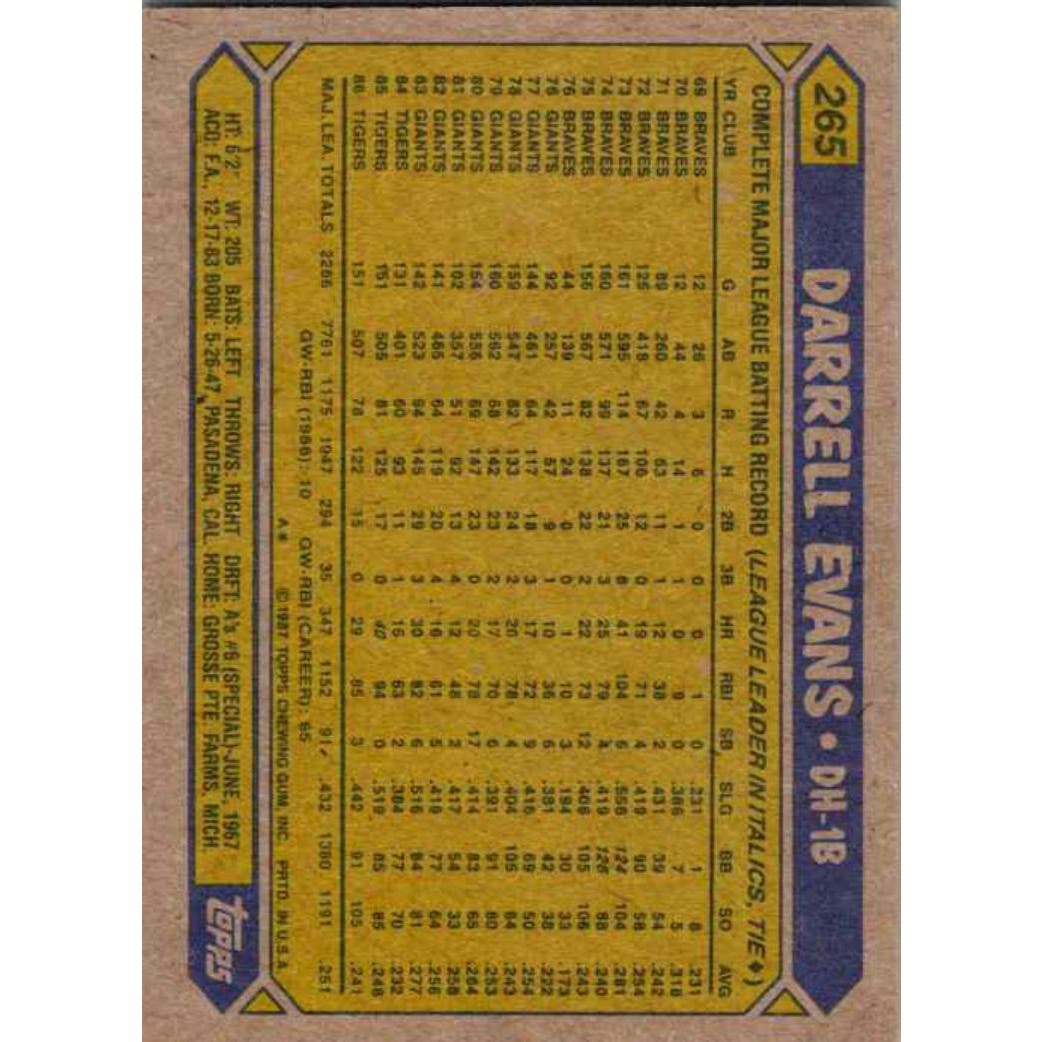 265 DARRELL EVANS • DH-1B
COMPLETE MAJOR LEAGUE BATTING RECORD (LEAGUE LEADER IN ITALICS, TIE♦)
YR CLUB G AB R H 2B 3B HR RBI SB SLG BB SO AVG
69 BRAVES 12 26 3 6 0 0 0 1 0 .231 1 8 .231
70 BRAVES 12 44 4 14 1 1 0 9 0 .386 7 5 .318
71 BRAVES 89 260 42 63 11 1 12 38 2 .431 39 54 .242
72 BRAVES 125 418 67 106 12 0 19 71 4 .419 90 58 .254
73 BRAVES 161 595 114 167 25 8 41 104 6 .556 124 104 .281
74 BRAVES 160 571 99 137 21 3 25 79 4 .419 126 88 .240
75 BRAVES 156 567 82 138 22 2 22 73 12 .406 105 106 .243
76 BRAVES 44 139 11 24 0 0 1 10 3 .194 30 33 .173
76 GIANTS 92 257 42 57 9 1 10 36 6 .381 42 38 .222
77 GIANTS 144 461 64 117 18 3 17 72 9 .416 69 50 .254
78 GIANTS 159 547 82 133 24 2 20 78 4 .404 105 64 .243
79 GIANTS 160 562 68 142 23 2 17 70 6 .391 91 80 .253
80 GIANTS 154 556 69 147 23 0 20 78 17 .414 83 65 .264
81 GIANTS 102 357 51 92 13 4 12 48 2 .417 54 33 .258
82 GIANTS 141 465 64 119 20 4 16 61 5 .419 77 64 .256
83 GIANTS 142 523 94 145 29 3 30 82 6 .516 84 81 .277
84 TIGERS 131 401 60 93 11 1 16 63 2 .384 77 70 .232
85 TIGERS 151 505 81 125 17 0 40 94 0 .519 85 85 .248
86 TIGERS 151 507 78 122 15 0 29 85 3 .442 91 105 .241
MAJ. LEA. TOTALS 2286 7761 1175 1947 294 35 347 1152 91 .432 1380 1191 .251
GW-RBI (1986): 10 GW-RBI (CAREER): 65
A* © 1987 TOPPS CHEWING GUM, INC. PRTD. IN U.S.A.
HT: 6'2" WT: 205 BATS: LEFT THROWS: RIGHT DRFT: A's #6 (SPECIAL)-JUNE, 1967
ACQ: F.A., 12-17-83 BORN: 5-26-47, PASADENA, CAL. HOME: GROSSE PTE. FARMS, MICH.
topps